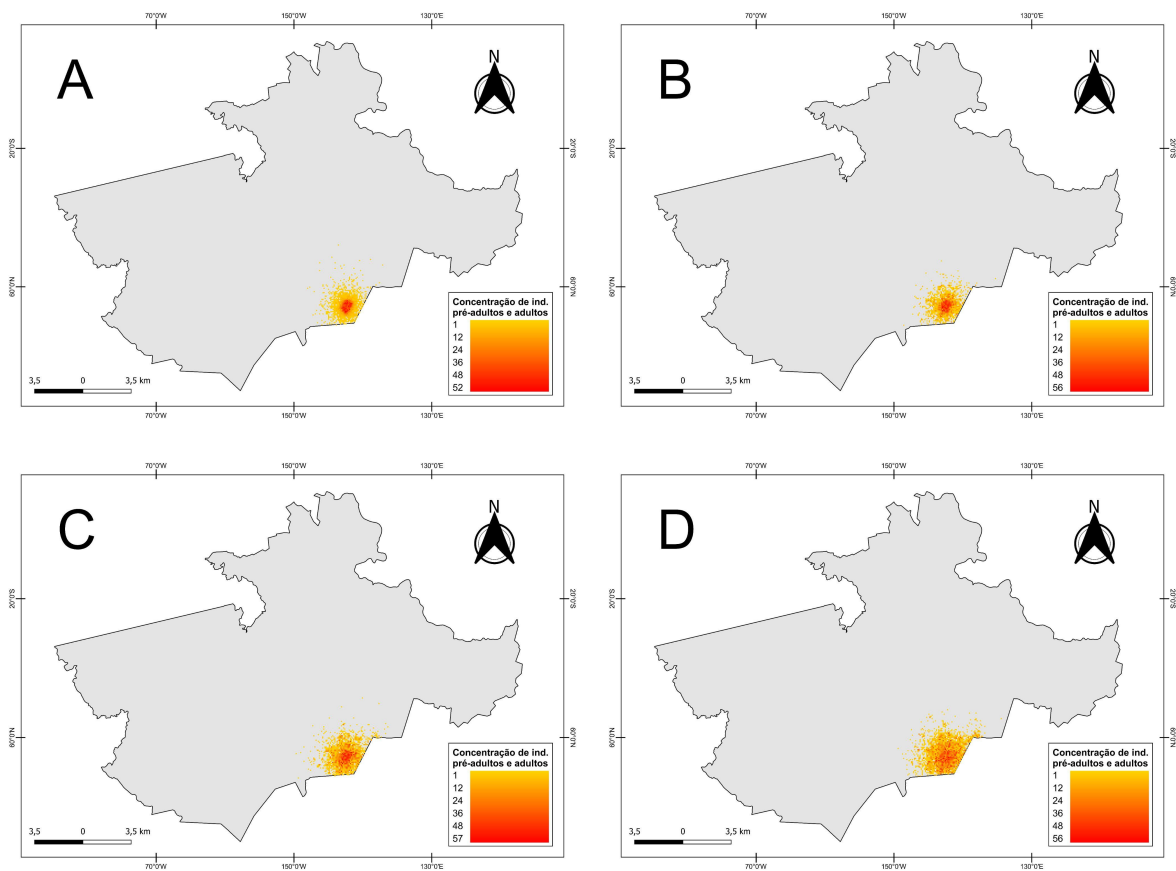 70°0'W 150°0'W 130°0'E
A
N
20°0'S 20°0'S
60°0'N 60°0'N
Concentração de ind.
pré-adultos e adultos
1
12
24
36
48
52
3,5 0 3,5 km
70°0'W 150°0'W 130°0'E
70°0'W 150°0'W 130°0'E
B
N
20°0'S 20°0'S
60°0'N 60°0'N
Concentração de ind.
pré-adultos e adultos
1
12
24
36
48
56
3,5 0 3,5 km
70°0'W 150°0'W 130°0'E
70°0'W 150°0'W 130°0'E
C
N
20°0'S 20°0'S
60°0'N 60°0'N
Concentração de ind.
pré-adultos e adultos
1
12
24
36
48
57
3,5 0 3,5 km
70°0'W 150°0'W 130°0'E
70°0'W 150°0'W 130°0'E
D
N
20°0'S 20°0'S
60°0'N 60°0'N
Concentração de ind.
pré-adultos e adultos
1
12
24
36
48
56
3,5 0 3,5 km
70°0'W 150°0'W 130°0'E